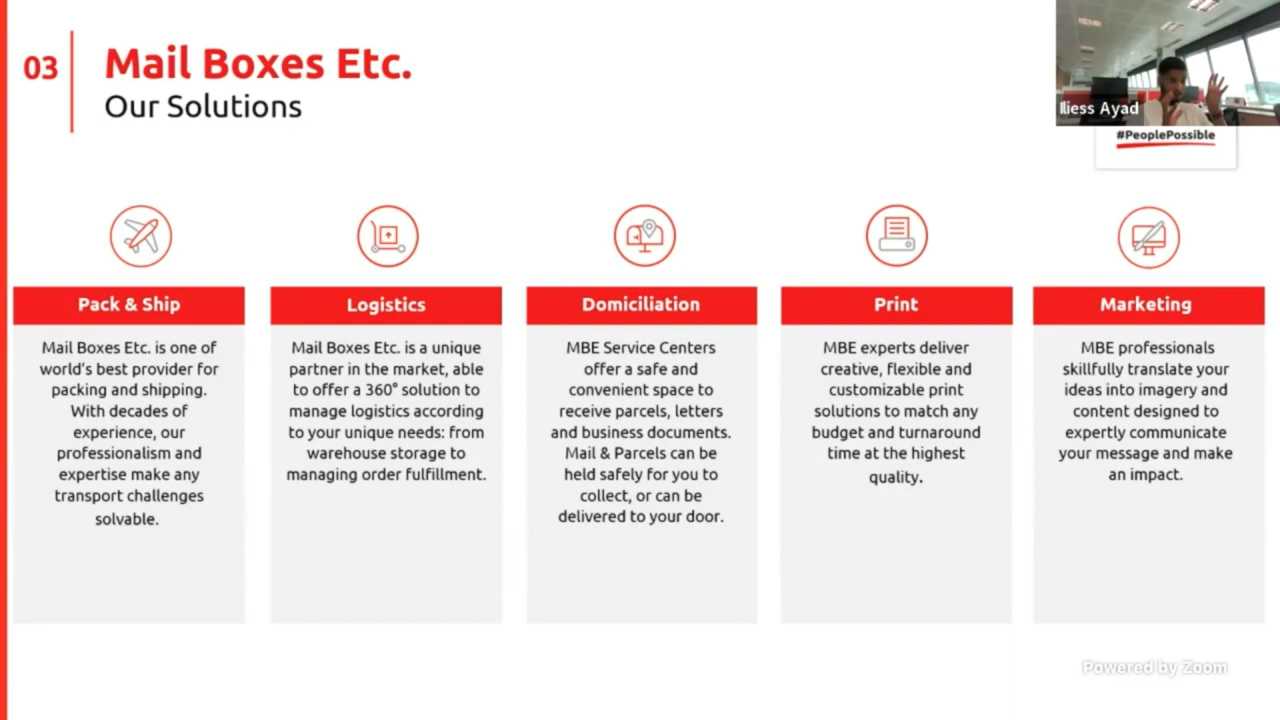 03
Mail Boxes Etc.
Our Solutions
Iliess Ayad
#PeoplePossible
Pack & Ship
Mail Boxes Etc. is one of
world's best provider for
packing and shipping.
With decades of
experience, our
professionalism and
expertise make any
transport challenges
solvable.
Logistics
Mail Boxes Etc. is a unique
partner in the market, able
to offer a 360° solution to
manage logistics according
to your unique needs: from
warehouse storage to
managing order fulfillment.
Domiciliation
MBE Service Centers
offer a safe and
convenient space to
receive parcels, letters
and business documents.
Mail & Parcels can be
held safely for you to
collect, or can be
delivered to your door.
Print
MBE experts deliver
creative, flexible and
customizable print
solutions to match any
budget and turnaround
time at the highest
quality.
Marketing
MBE professionals
skillfully translate your
ideas into imagery and
content designed to
expertly communicate
your message and make
an impact.
Powered by Zoom